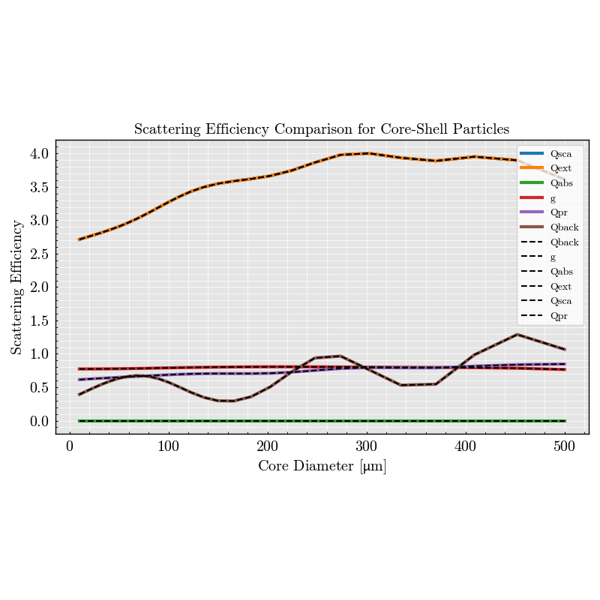 Scattering Efficiency Comparison for Core-Shell Particles
4.0
3.5
3.0
2.5
2.0
1.5
1.0
0.5
0.0
Scattering Efficiency
0
100
200
300
400
500
Core Diameter [µm]
Qsca
Qext
Qabs
g
Qpr
Qback
Qback
g
Qabs
Qext
Qsca
Qpr